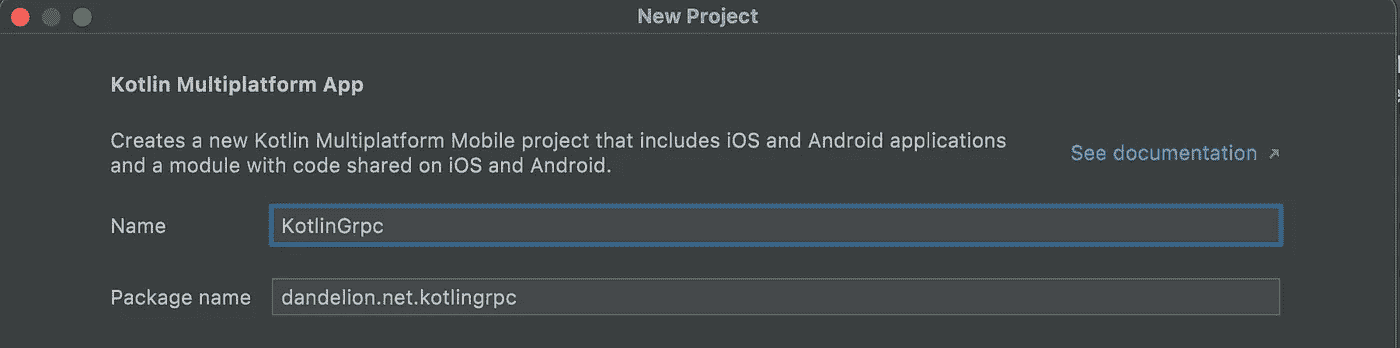 New Project
Kotlin Multiplatform App
Creates a new Kotlin Multiplatform Mobile project that includes iOS and Android applications
and a module with code shared on iOS and Android.
See documentation ↗
Name
KotlinGrpc
Package name
dandelion.net.kotlingrpc